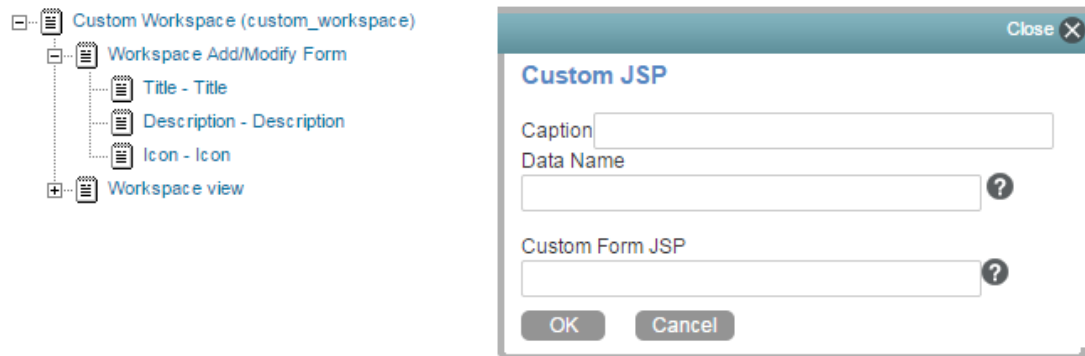 Custom Workspace (custom_workspace)
Workspace Add/Modify Form
Title - Title
Description - Description
Icon - Icon
Workspace view
Close
Custom JSP
Caption
Data Name
?
Custom Form JSP
?
OK Cancel